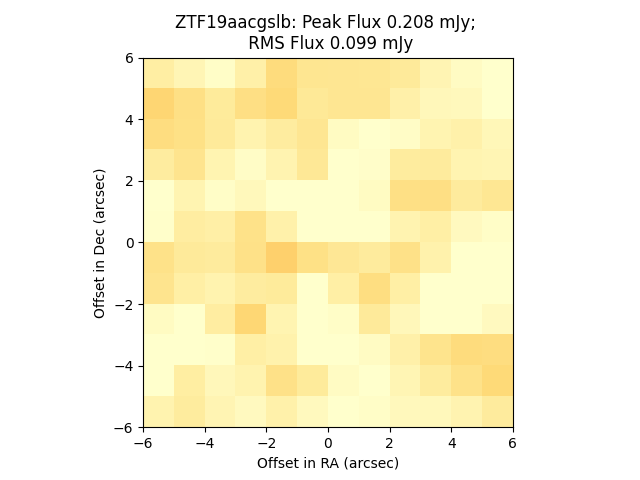 ZTF19aacgslb: Peak Flux 0.208 mJy;
RMS Flux 0.099 mJy
6
4
2
0
−2
−4
−6
Offset in Dec (arcsec)
−6 −4 −2 0 2 4 6
Offset in RA (arcsec)